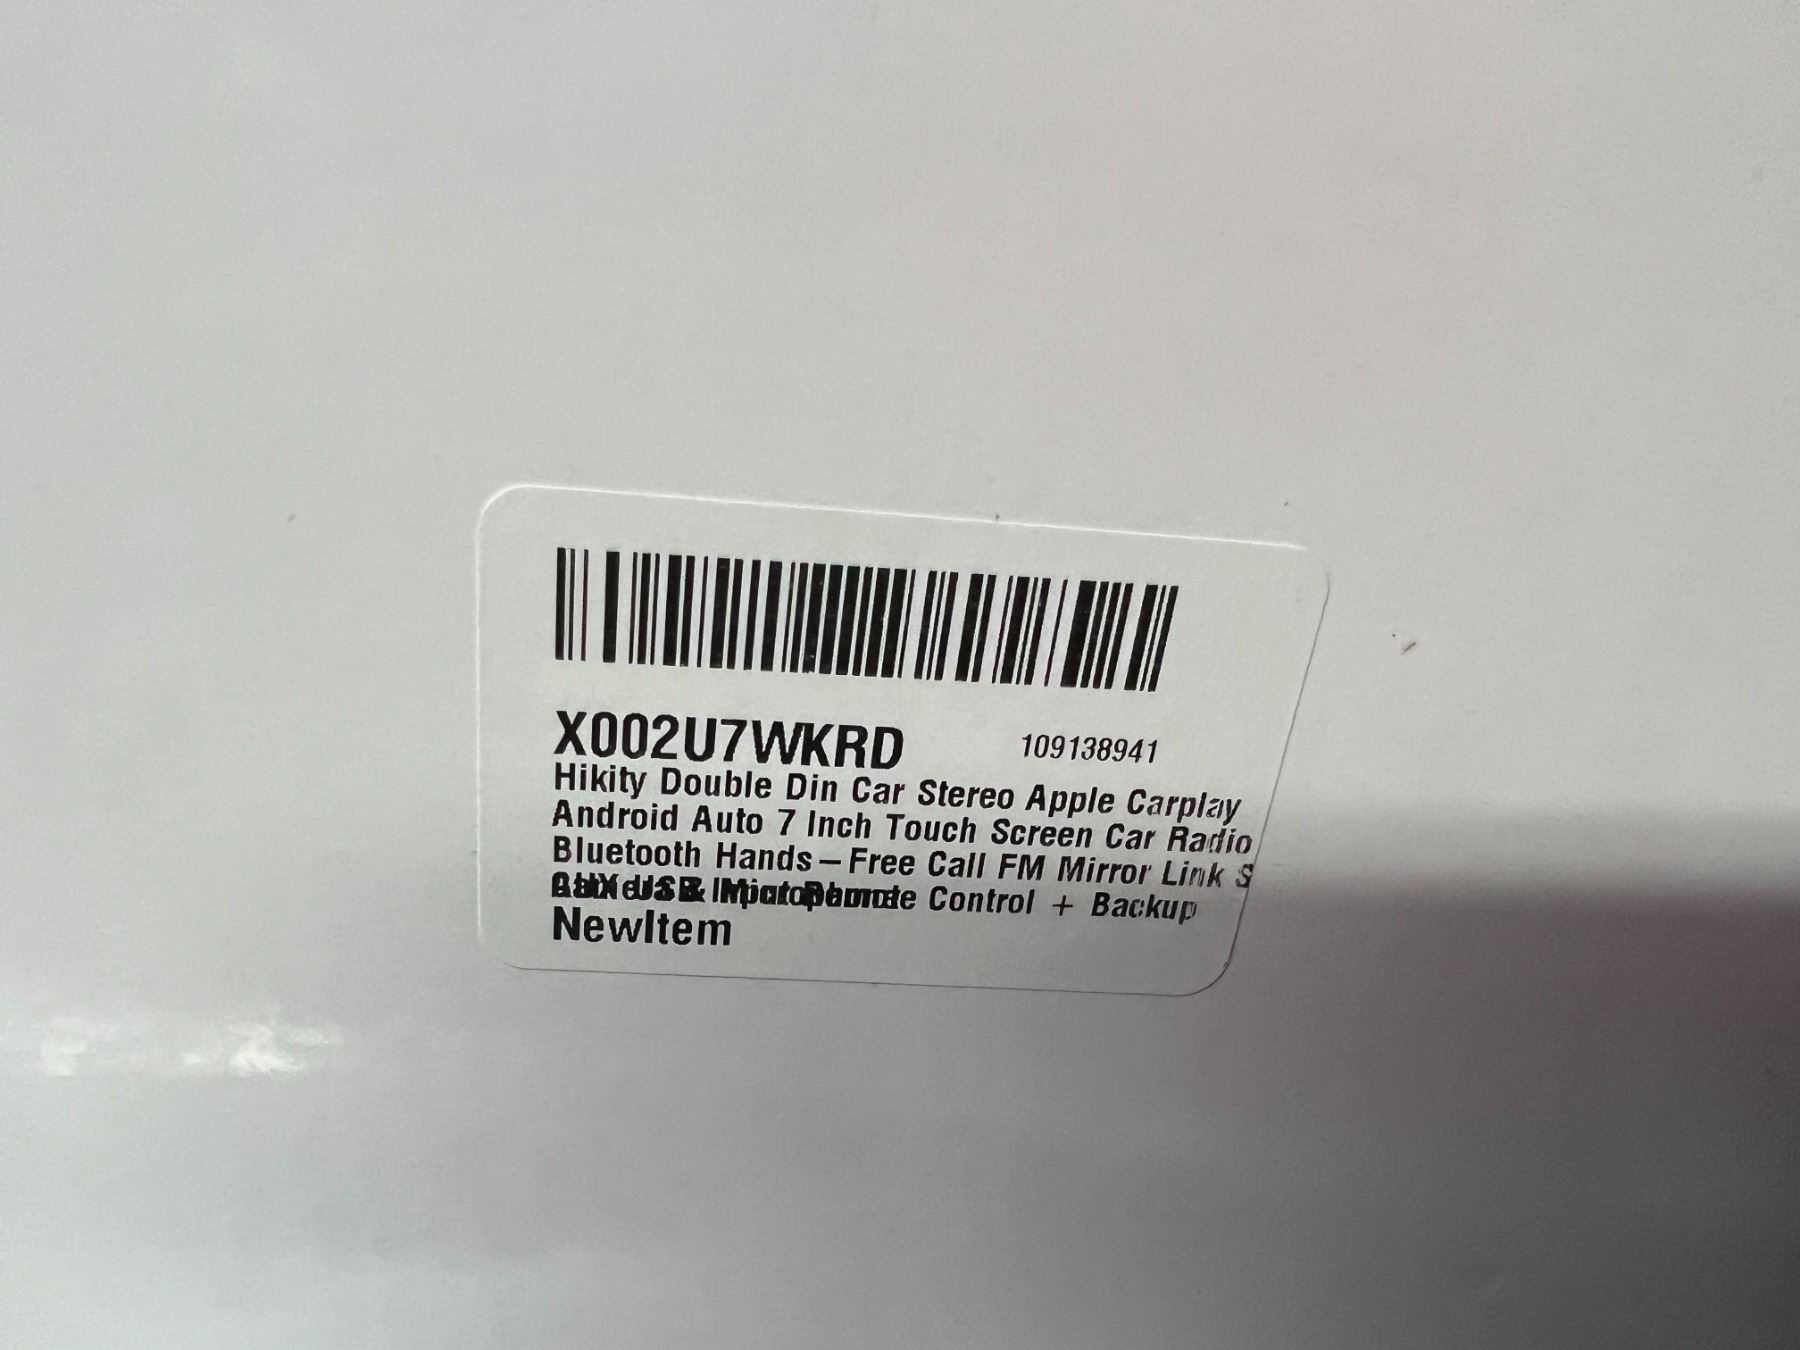 X002U7WKRD 109138941
Hikity Double Din Car Stereo Apple Carplay
Android Auto 7 Inch Touch Screen Car Radio
Bluetooth Hands-Free Call FM Mirror Link S
Control + Backup
NewItem